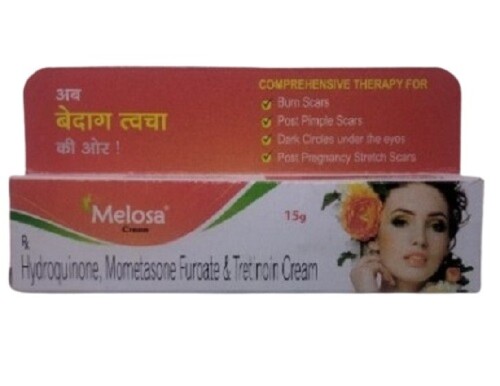 अब
बेदाग त्वचा
की ओर !
COMPREHENSIVE THERAPY FOR
Burn Scars
Post Pimple Scars
Dark Circles under the eyes
Post Pregnancy Stretch Scars
Melosa®
Cream
15g
Rx
Hydroquinone, Mometasone Furoate & Tretinoin Cream